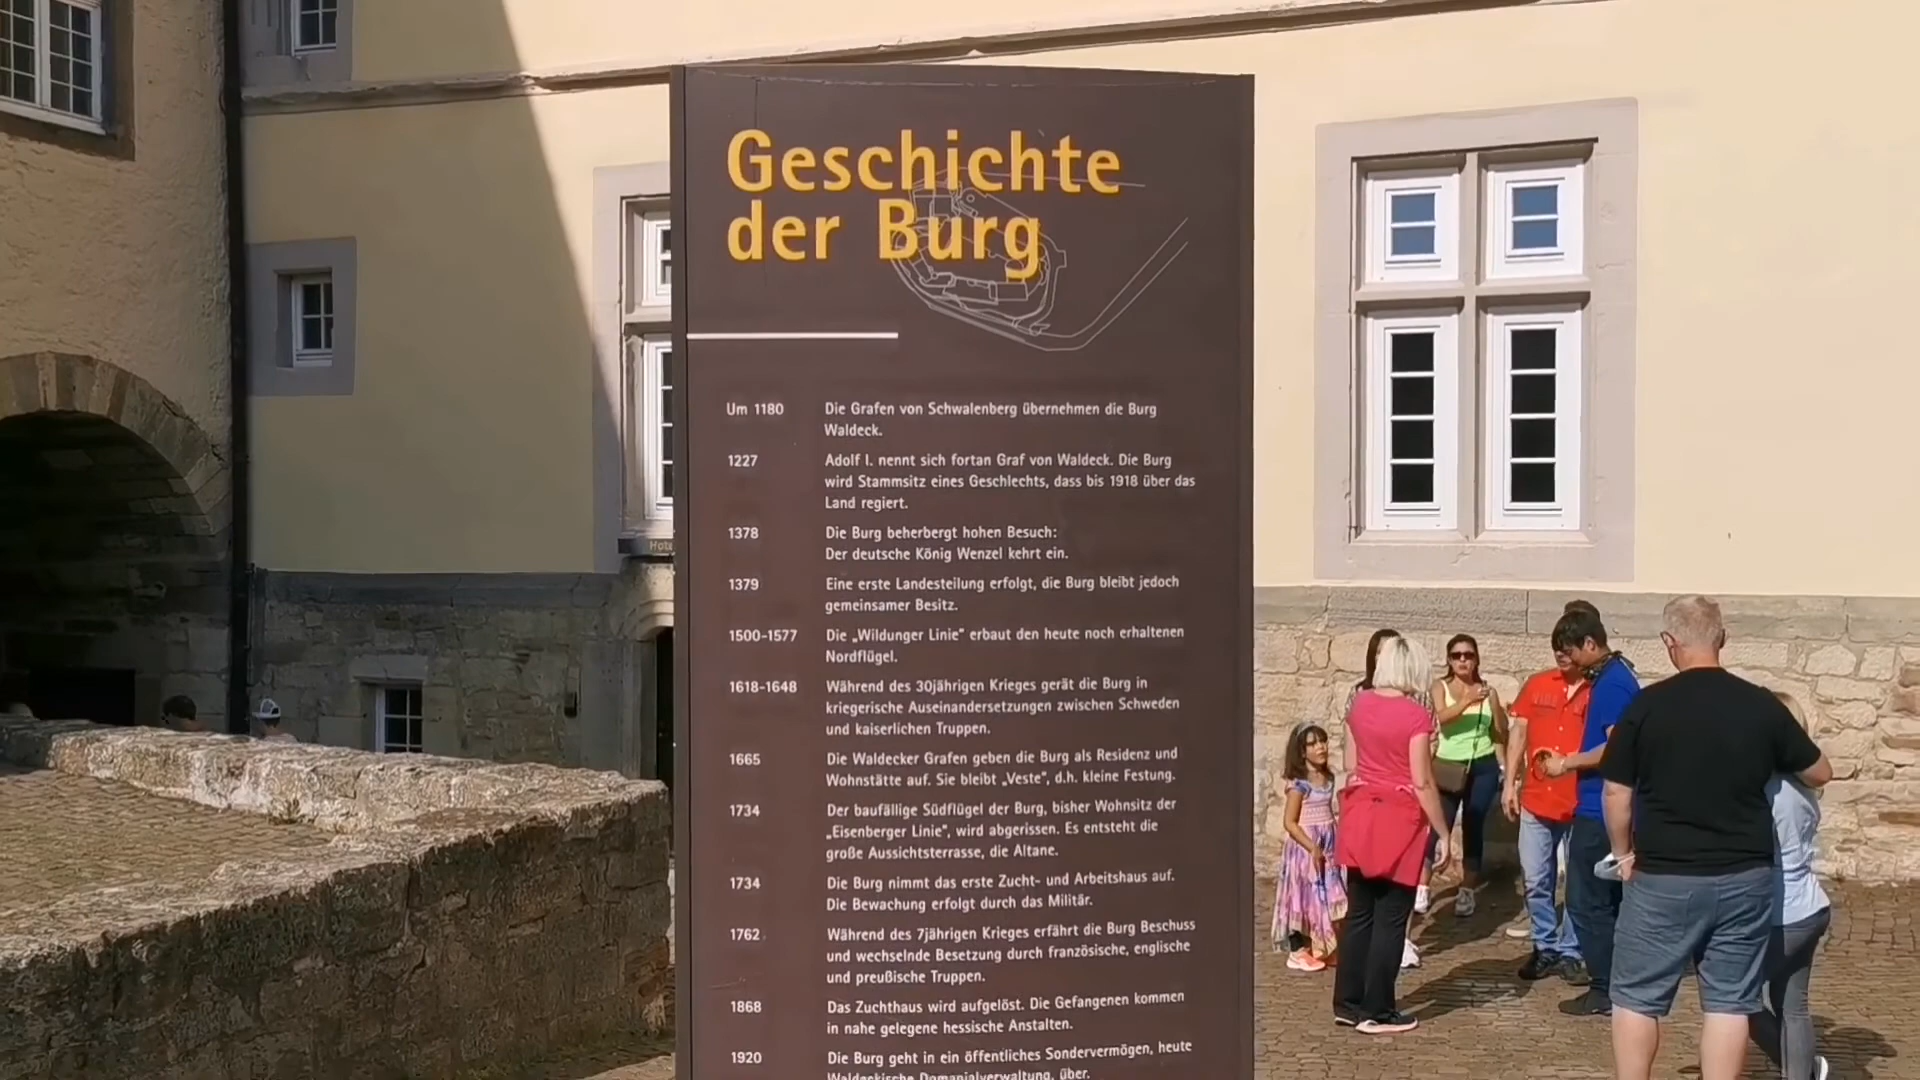 Geschichte
der Burg
Um 1180 Die Grafen von Schwalenberg übernehmen die Burg
Waldeck.
1227 Adolf I. nennt sich fortan Graf von Waldeck. Die Burg
wird Stammsitz eines Geschlechts, dass bis 1918 über das
Land regiert.
1378 Die Burg beherbergt hohen Besuch:
Der deutsche König Wenzel kehrt ein.
1379 Eine erste Landesteilung erfolgt, die Burg bleibt jedoch
gemeinsamer Besitz.
1500-1577 Die „Wildunger Linie" erbaut den heute noch erhaltenen
Nordflügel.
1618-1648 Während des 30jährigen Krieges gerät die Burg in
kriegerische Auseinandersetzungen zwischen Schweden
und kaiserlichen Truppen.
1665 Die Waldecker Grafen geben die Burg als Residenz und
Wohnstätte auf. Sie bleibt „Veste", d.h. kleine Festung.
1734 Der baufällige Südflügel der Burg, bisher Wohnsitz der
„Eisenberger Linie", wird abgerissen. Es entsteht die
große Aussichtsterrasse, die Altane.
1734 Die Burg nimmt das erste Zucht- und Arbeitshaus auf.
Die Bewachung erfolgt durch das Militär.
1762 Während des 7jährigen Krieges erfährt die Burg Beschuss
und wechselnde Besetzung durch französische, englische
und preußische Truppen.
1868 Das Zuchthaus wird aufgelöst. Die Gefangenen kommen
in nahe gelegene hessische Anstalten.
1920 Die Burg geht in ein öffentliches Sondervermögen, heute
Waldeckische Domanialverwaltung, über.
Hote